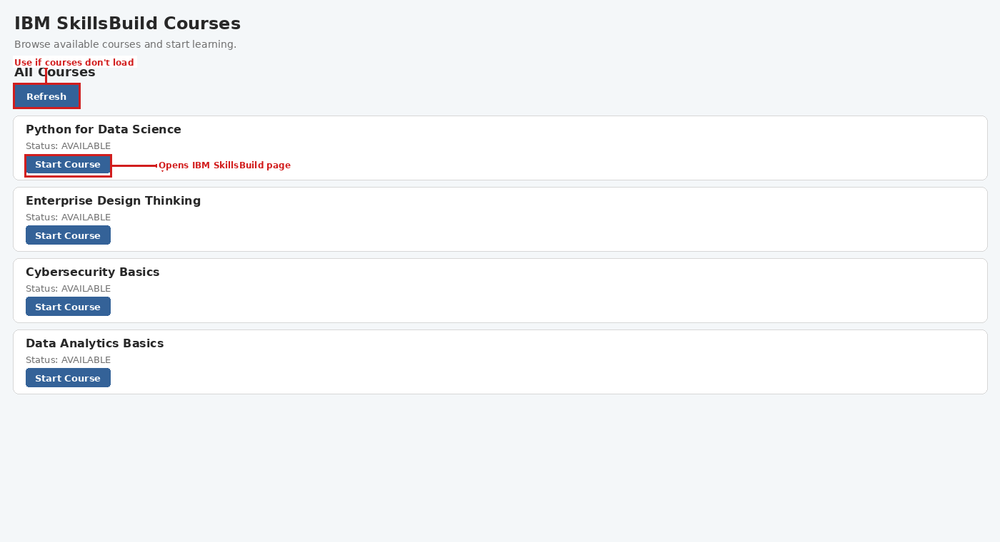 IBM SkillsBuild Courses
Browse available courses and start learning.
Use if courses don't load
All Courses
Refresh
Python for Data Science
Status: AVAILABLE
Start Course
Opens IBM SkillsBuild page
Enterprise Design Thinking
Status: AVAILABLE
Start Course
Cybersecurity Basics
Status: AVAILABLE
Start Course
Data Analytics Basics
Status: AVAILABLE
Start Course